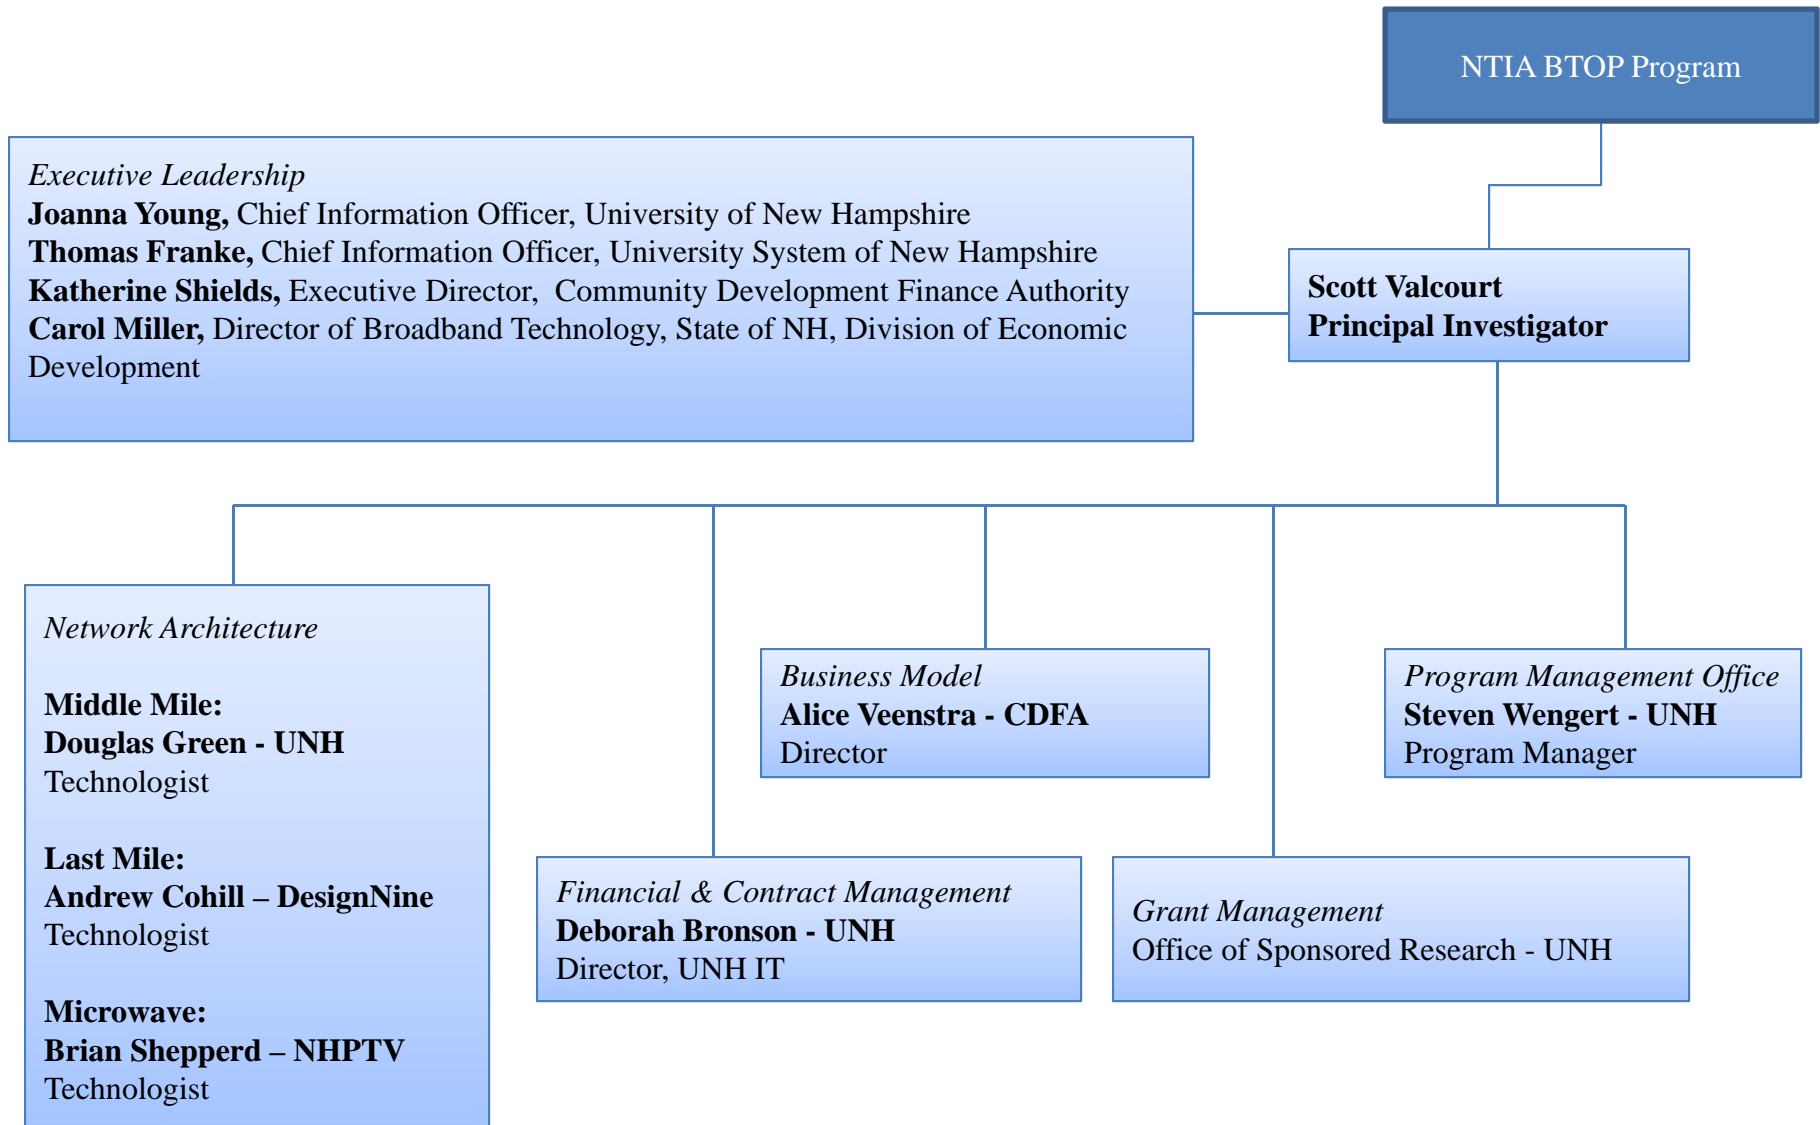 NTIA BTOP Program
Executive Leadership
Joanna Young, Chief Information Officer, University of New Hampshire
Thomas Franke, Chief Information Officer, University System of New Hampshire
Katherine Shields, Executive Director,  Community Development Finance Authority
Carol Miller, Director of Broadband Technology, State of NH, Division of Economic
Development
Scott Valcourt
Principal Investigator
Network Architecture
Middle Mile:
Douglas Green - UNH
Technologist
Last Mile:
Andrew Cohill – DesignNine
Technologist
Microwave:
Brian Shepperd – NHPTV
Technologist
Financial & Contract Management
Deborah Bronson - UNH
Director, UNH IT
Business Model
Alice Veenstra - CDFA
Director
Grant Management
Office of Sponsored Research - UNH
Program Management Office
Steven Wengert - UNH
Program Manager